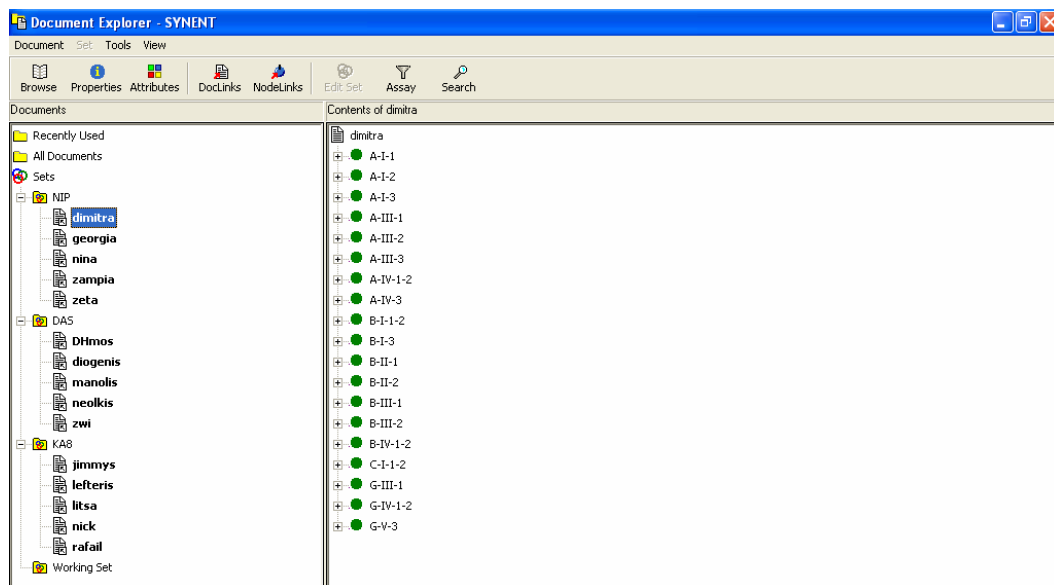 Document Explorer - SYNENT
Document Set Tools View
Browse Properties Attributes DocLinks NodeLinks Edit Set Assay Search
Documents
Recently Used
All Documents
Sets
NIP
dimitra
georgia
nina
zampia
zeta
DAS
DHmos
diogenis
manolis
neolkis
zwi
KA8
jimmys
lefteris
litsa
nick
rafail
Working Set
Contents of dimitra
dimitra
A-I-1
A-I-2
A-I-3
A-III-1
A-III-2
A-III-3
A-IV-1-2
A-IV-3
B-I-1-2
B-I-3
B-II-1
B-II-2
B-III-1
B-III-2
B-IV-1-2
C-I-1-2
G-III-1
G-IV-1-2
G-V-3